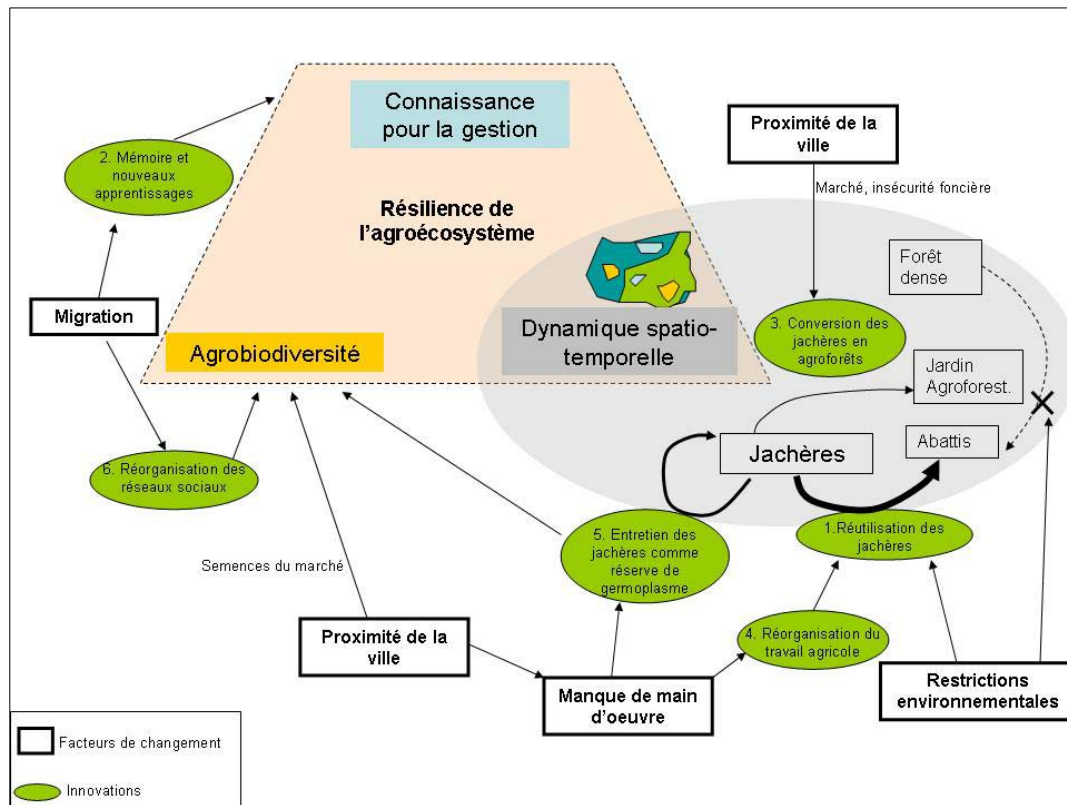 Connaissance
pour la gestion
Proximité de la
ville
2. Mémoire et
nouveaux
apprentissages
Marché, insécurité foncière
Résilience de
l'agroécosystème
Forêt
dense
Migration
3. Conversion des
jachères en
agroforêts
Dynamique spatio-
temporelle
Agrobiodiversité
Jardin
Agroforest.
Abattis
Jachères
6. Réorganisation des
réseaux sociaux
1.Réutilisation des
jachères
5. Entretien des
jachères comme
réserve de
germoplasme
Semences du marché
Proximité de la
ville
4. Réorganisation du
travail agricole
Manque de main
d'oeuvre
Restrictions
environnementales
Facteurs de changement
Innovations